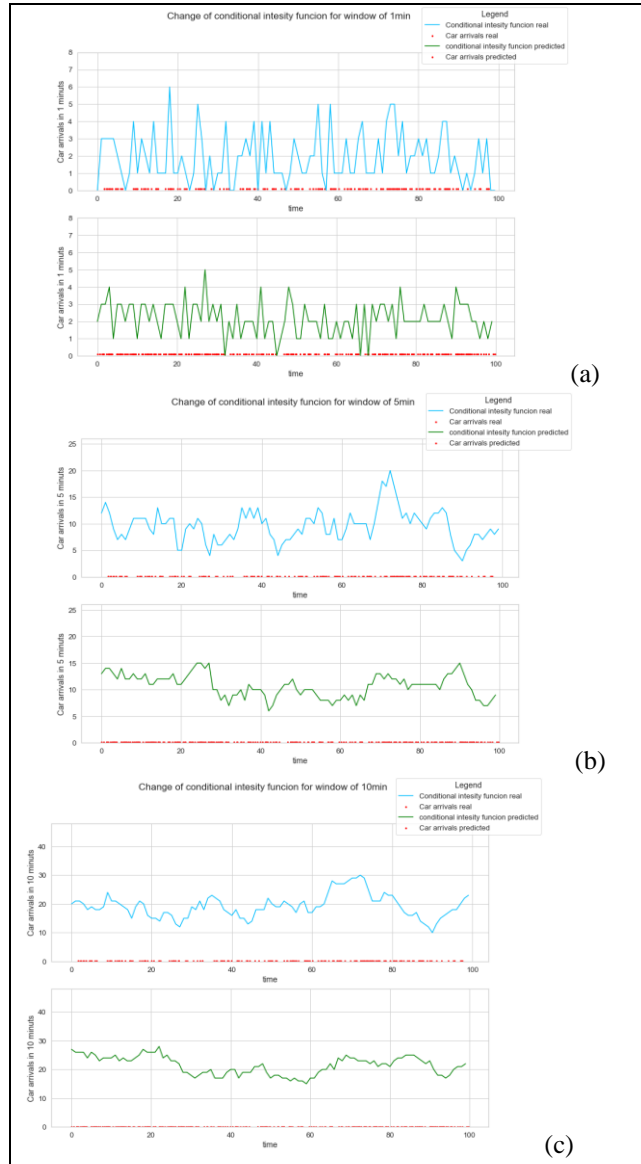 Change of conditional intesity funcion for window of 1min
Legend
Conditional intesity funcion real
Car arrivals real
conditional intesity funcion predicted
Car arrivals predicted
Car arrivals in 1 minuts
8
7
6
5
4
3
2
1
0
0 20 40 60 80 100
time
Car arrivals in 1 minuts
8
7
6
5
4
3
2
1
0
0 20 40 60 80 100
time
(a)
Change of conditional intesity funcion for window of 5min
Legend
Conditional intesity funcion real
Car arrivals real
conditional intesity funcion predicted
Car arrivals predicted
Car arrivals in 5 minuts
25
20
15
10
5
0
0 20 40 60 80 100
time
Car arrivals in 5 minuts
25
20
15
10
5
0
0 20 40 60 80 100
time
(b)
Change of conditional intesity funcion for window of 10min
Legend
Conditional intesity funcion real
Car arrivals real
conditional intesity funcion predicted
Car arrivals predicted
Car arrivals in 10 minuts
40
30
20
10
0
0 20 40 60 80 100
time
Car arrivals in 10 minuts
40
30
20
10
0
0 20 40 60 80 100
time
(c)